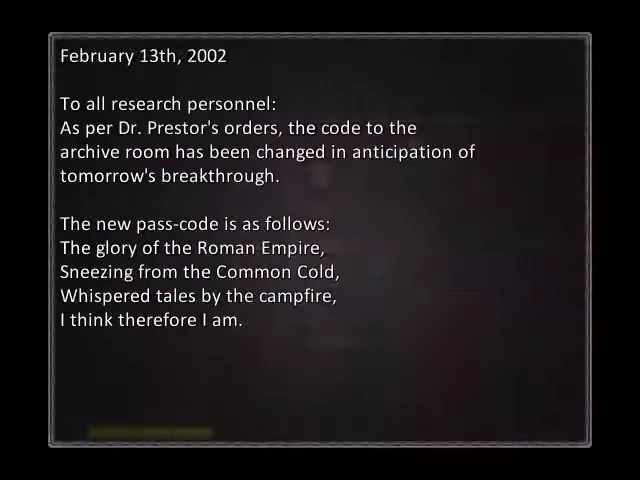 February 13th, 2002
To all research personnel:
As per Dr. Prestor's orders, the code to the
archive room has been changed in anticipation of
tomorrow's breakthrough.
The new pass-code is as follows:
The glory of the Roman Empire,
Sneezing from the Common Cold,
Whispered tales by the campfire,
I think therefore I am.